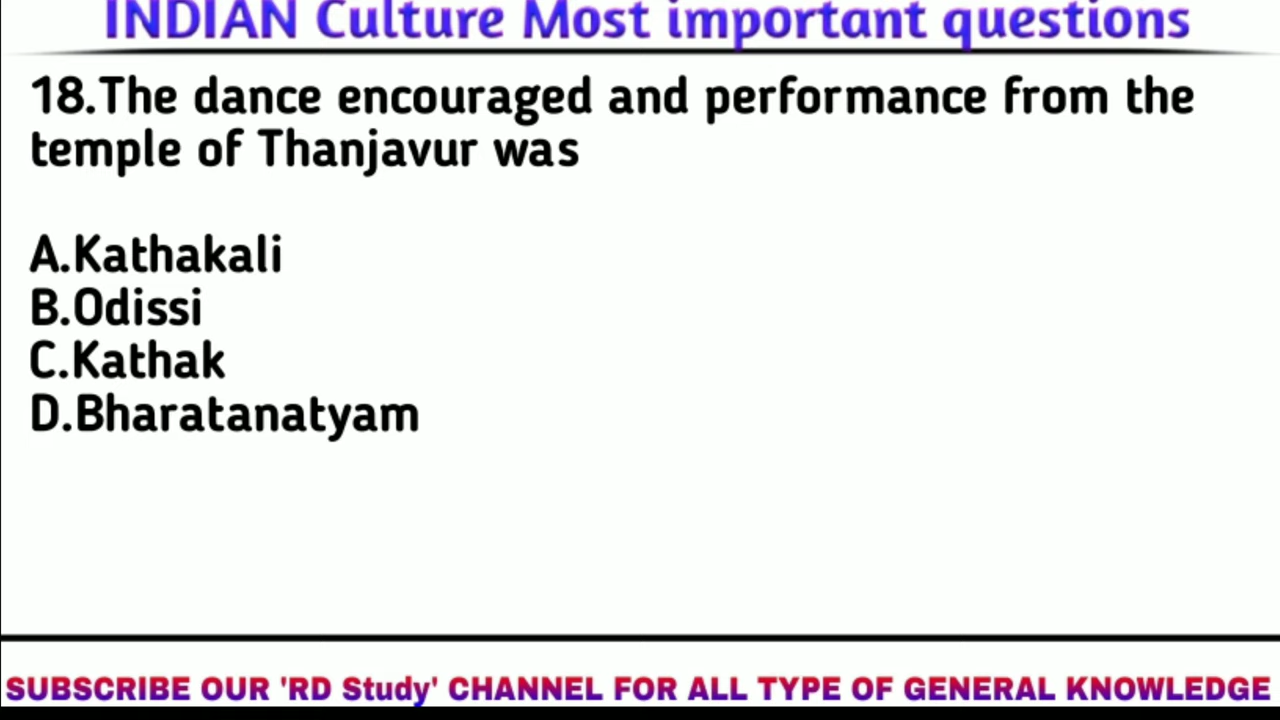 INDIAN Culture Most important questions
18.The dance encouraged and performance from the
temple of Thanjavur was
A.Kathakali
B.Odissi
C.Kathak
D.Bharatanatyam
SUBSCRIBE OUR 'RD Study' CHANNEL FOR ALL TYPE OF GENERAL KNOWLEDGE